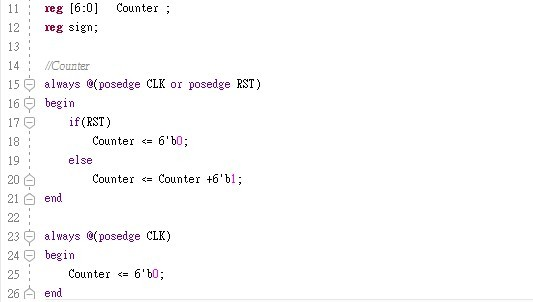 11 reg [6:0] Counter ;
12 reg sign;
13
14 //Counter
15 always @(posedge CLK or posedge RST)
16 begin
17 if(RST)
18 Counter <= 6'b0;
19 else
20 Counter <= Counter +6'b1;
21 end
22
23 always @(posedge CLK)
24 begin
25 Counter <= 6'b0;
26 end